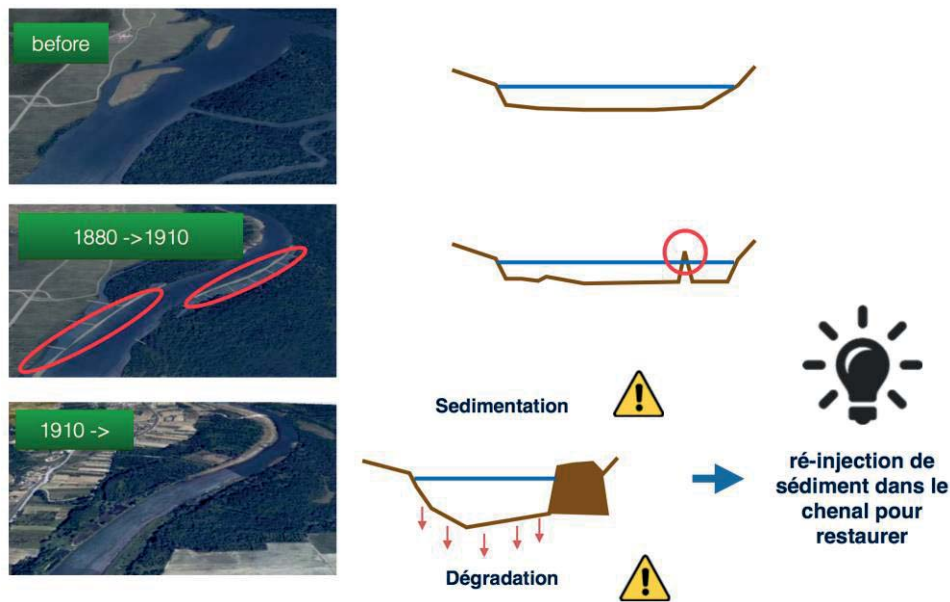 before
1880 ->1910
Sedimentation
1910 ->
ré-injection de
sédiment dans le
chenal pour
restaurer
Dégradation